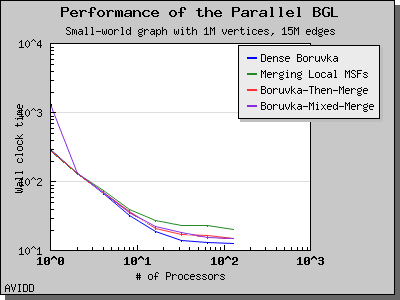 Performance of the Parallel BGL
Small-world graph with 1M vertices, 15M edges
Dense Boruvka
Merging Local MSFs
Boruvka-Then-Merge
Boruvka-Mixed-Merge
Wall clock time
10^4
10^3
10^2
10^1
10^0 10^1 10^2 10^3
# of Processors
AVIDD